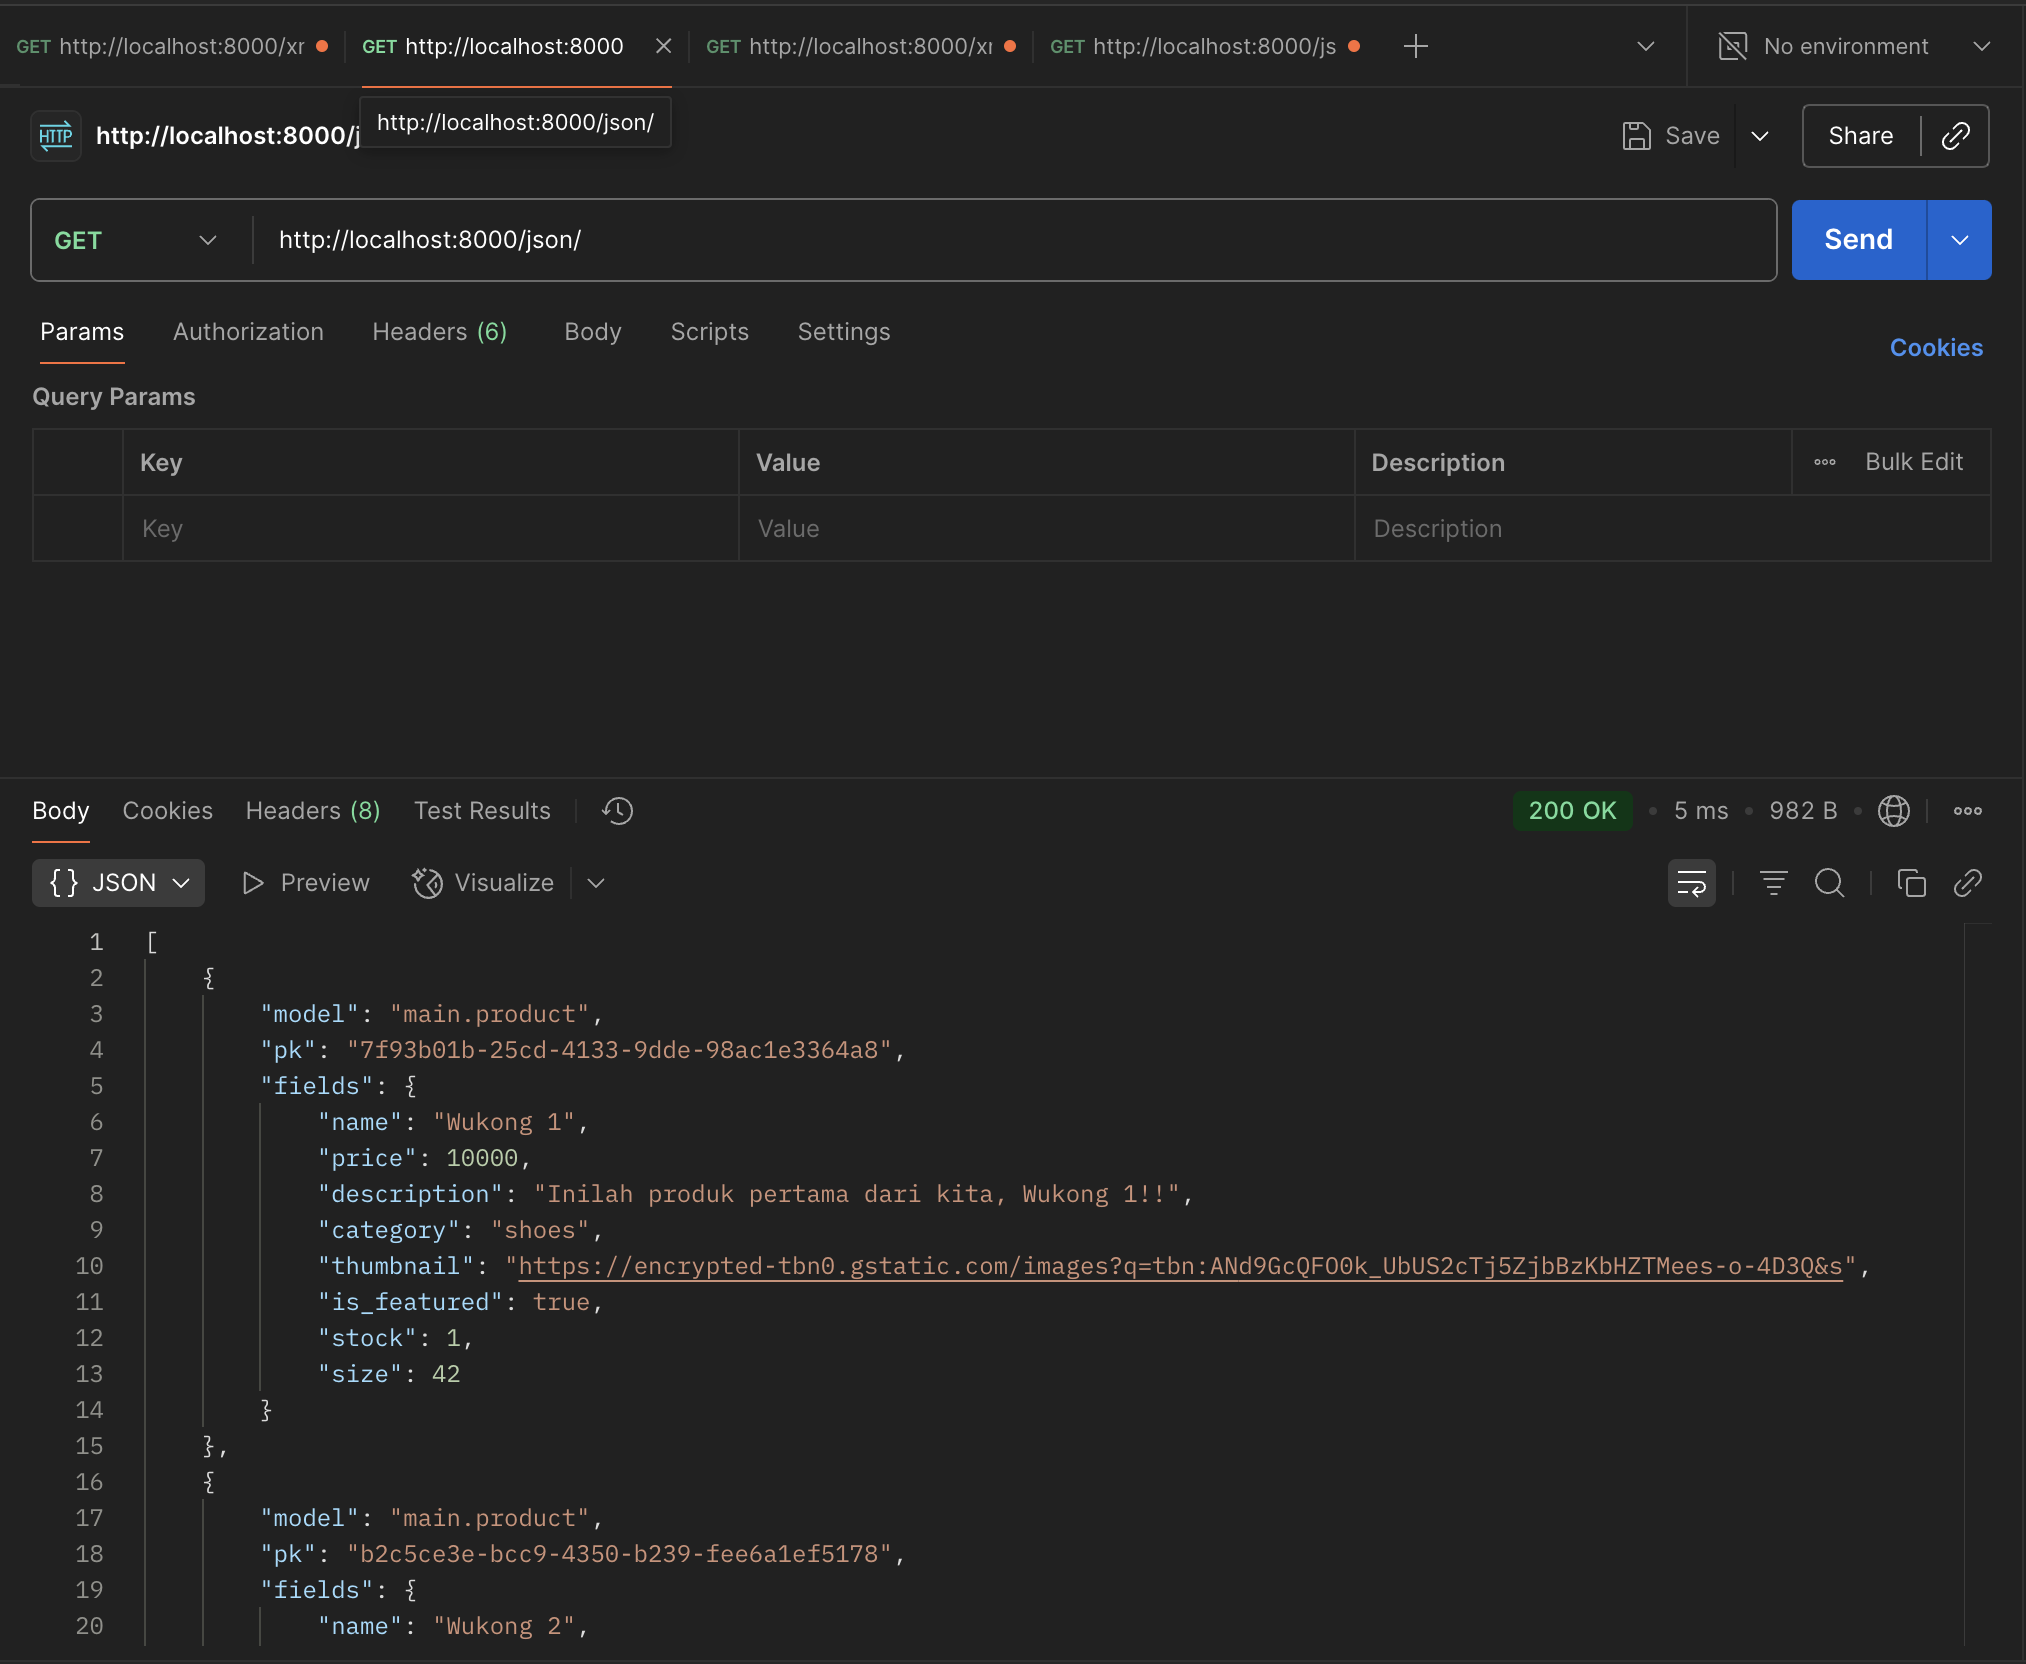 GET http://localhost:8000/xr GET http://localhost:8000 GET http://localhost:8000/xr GET http://localhost:8000/js No environment
http://localhost:8000/json/
HTTP http://localhost:8000/j Save Share
GET http://localhost:8000/json/ Send
Params Authorization Headers (6) Body Scripts Settings Cookies
Query Params
Key Value Description Bulk Edit
Key Value Description
Body Cookies Headers (8) Test Results 200 OK • 5 ms • 982 B •
{} JSON Preview Visualize
1 [
2 {
3 "model": "main.product",
4 "pk": "7f93b01b-25cd-4133-9dde-98ac1e3364a8",
5 "fields": {
6 "name": "Wukong 1",
7 "price": 10000,
8 "description": "Inilah produk pertama dari kita, Wukong 1!!",
9 "category": "shoes",
10 "thumbnail": "https://encrypted-tbn0.gstatic.com/images?q=tbn:ANd9GcQFO0k_UbUS2cTj5ZjbBzKbHZTMees-o-4D3Q&s",
11 "is_featured": true,
12 "stock": 1,
13 "size": 42
14 }
15 },
16 {
17 "model": "main.product",
18 "pk": "b2c5ce3e-bcc9-4350-b239-fee6a1ef5178",
19 "fields": {
20 "name": "Wukong 2",